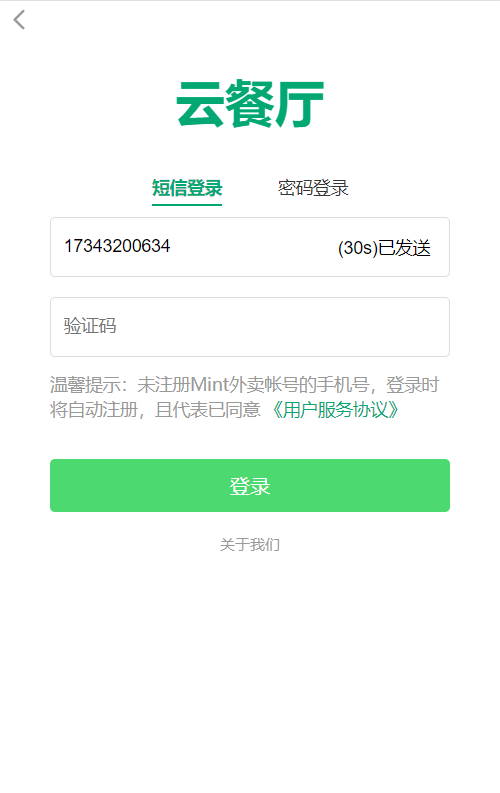 云餐厅
短信登录 密码登录
17343200634 (30s)已发送
验证码
温馨提示：未注册Mint外卖帐号的手机号，登录时
将自动注册，且代表已同意《用户服务协议》
登录
关于我们